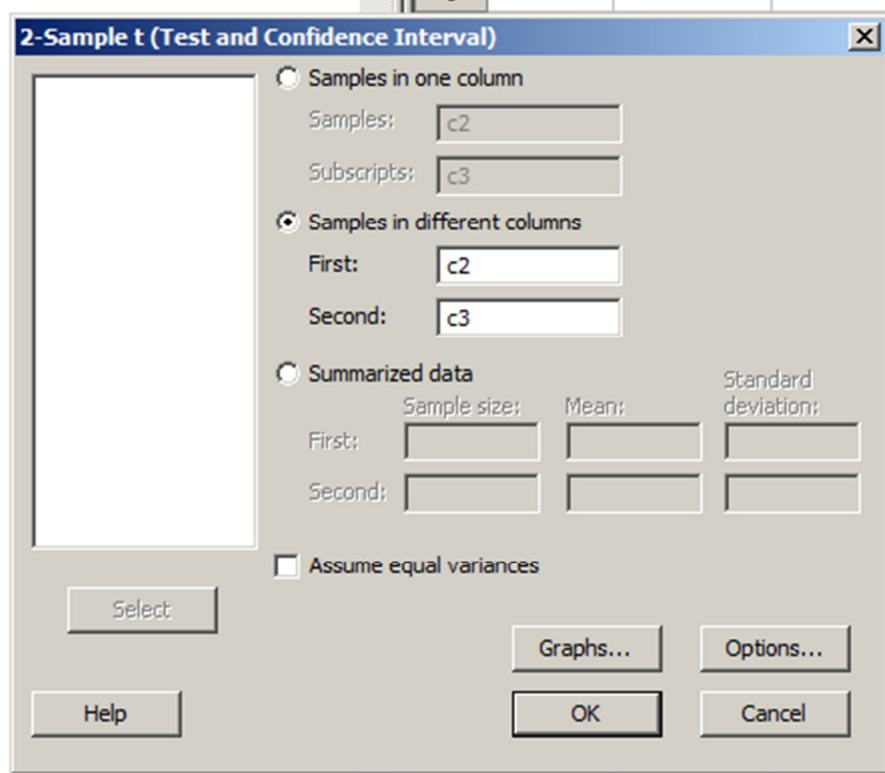 2-Sample t (Test and Confidence Interval)
Samples in one column
Samples: c2
Subscripts: c3
Samples in different columns
First: c2
Second: c3
Summarized data
Sample size: Mean: Standard deviation:
First:
Second:
Assume equal variances
Select
Graphs... Options...
Help OK Cancel